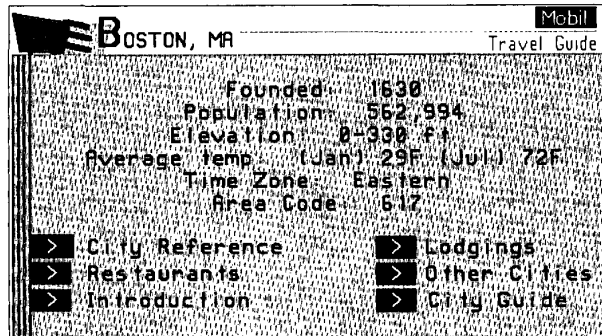 Mobil
BOSTON, MA
Travel Guide
Founded: 1630
Population: 562,994
Elevation: 0-330 ft
Average temp (Jan) 29F (Jul) 72F
Time Zone: Eastern
Area Code 617
> City Reference
> Restaurants
> Introduction
> Lodgings
> Other Cities
> City Guide